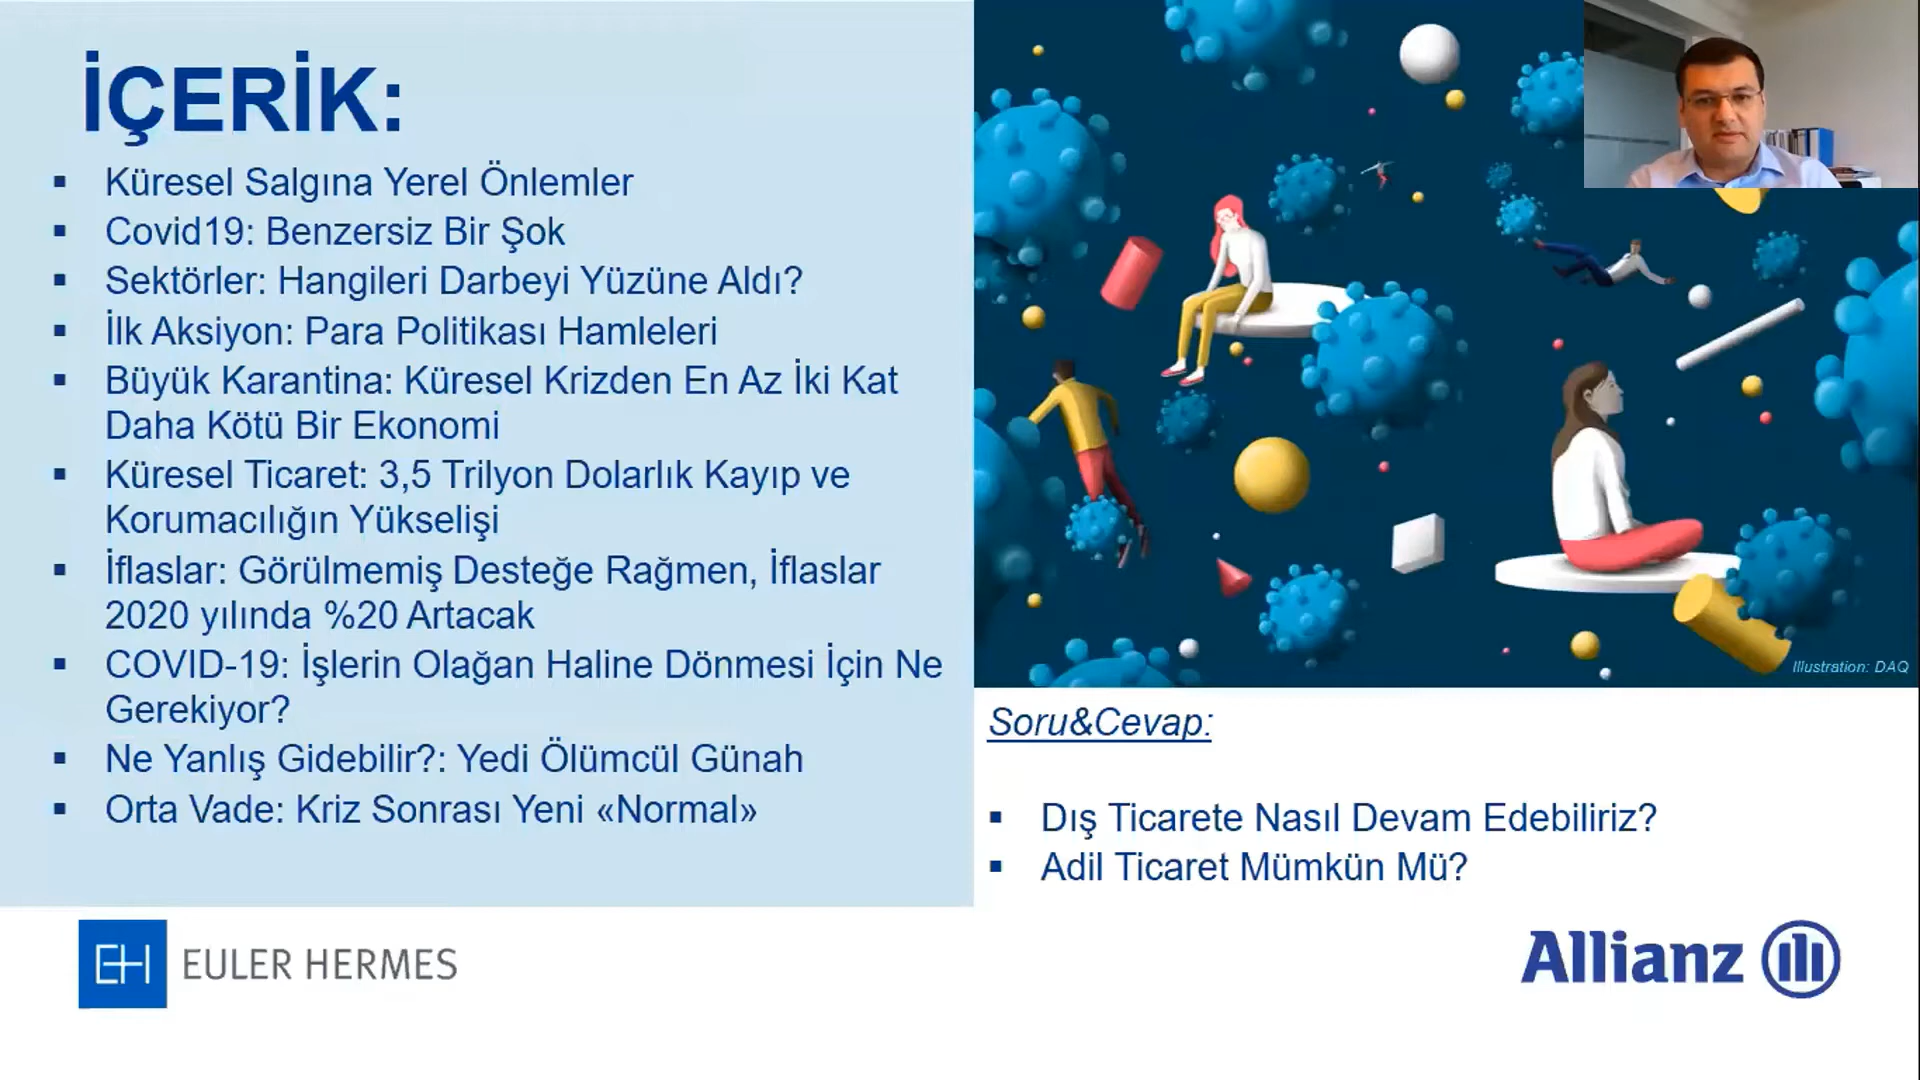 İÇERİK:
▪ Küresel Salgına Yerel Önlemler
▪ Covid19: Benzersiz Bir Şok
▪ Sektörler: Hangileri Darbeyi Yüzüne Aldı?
▪ İlk Aksiyon: Para Politikası Hamleleri
▪ Büyük Karantina: Küresel Krizden En Az İki Kat
Daha Kötü Bir Ekonomi
▪ Küresel Ticaret: 3,5 Trilyon Dolarlık Kayıp ve
Korumacılığın Yükselişi
▪ İflaslar: Görülmemiş Desteğe Rağmen, İflaslar
2020 yılında %20 Artacak
▪ COVID-19: İşlerin Olağan Haline Dönmesi İçin Ne
Gerekiyor?
▪ Ne Yanlış Gidebilir?: Yedi Ölümcül Günah
▪ Orta Vade: Kriz Sonrası Yeni «Normal»
Illustration: DAQ
Soru&Cevap:
▪ Dış Ticarete Nasıl Devam Edebiliriz?
▪ Adil Ticaret Mümkün Mü?
EH EULER HERMES
Allianz